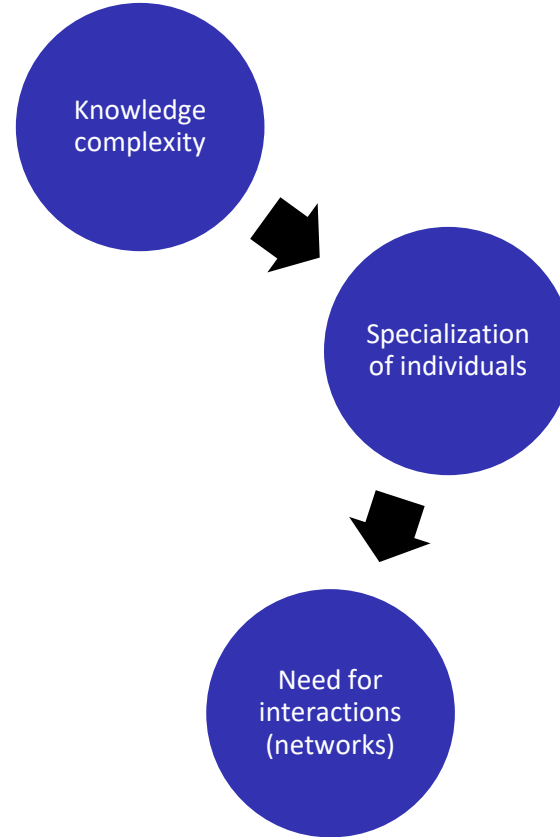 Knowledge
complexity
Specialization
of individuals
Need for
interactions
(networks)